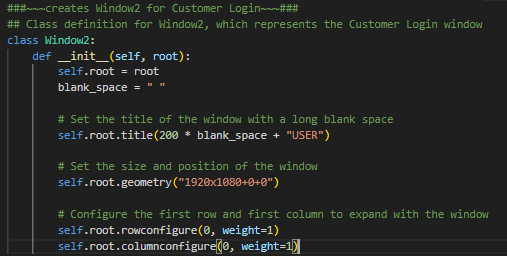 ###~~~creates Window2 for Customer Login~~~###
## Class definition for Window2, which represents the Customer Login window
class Window2:
    def __init__(self, root):
        self.root = root
        blank_space = " "

        # Set the title of the window with a long blank space
        self.root.title(200 * blank_space + "USER")

        # Set the size and position of the window
        self.root.geometry("1920x1080+0+0")

        # Configure the first row and first column to expand with the window
        self.root.rowconfigure(0, weight=1)
        self.root.columnconfigure(0, weight=1)